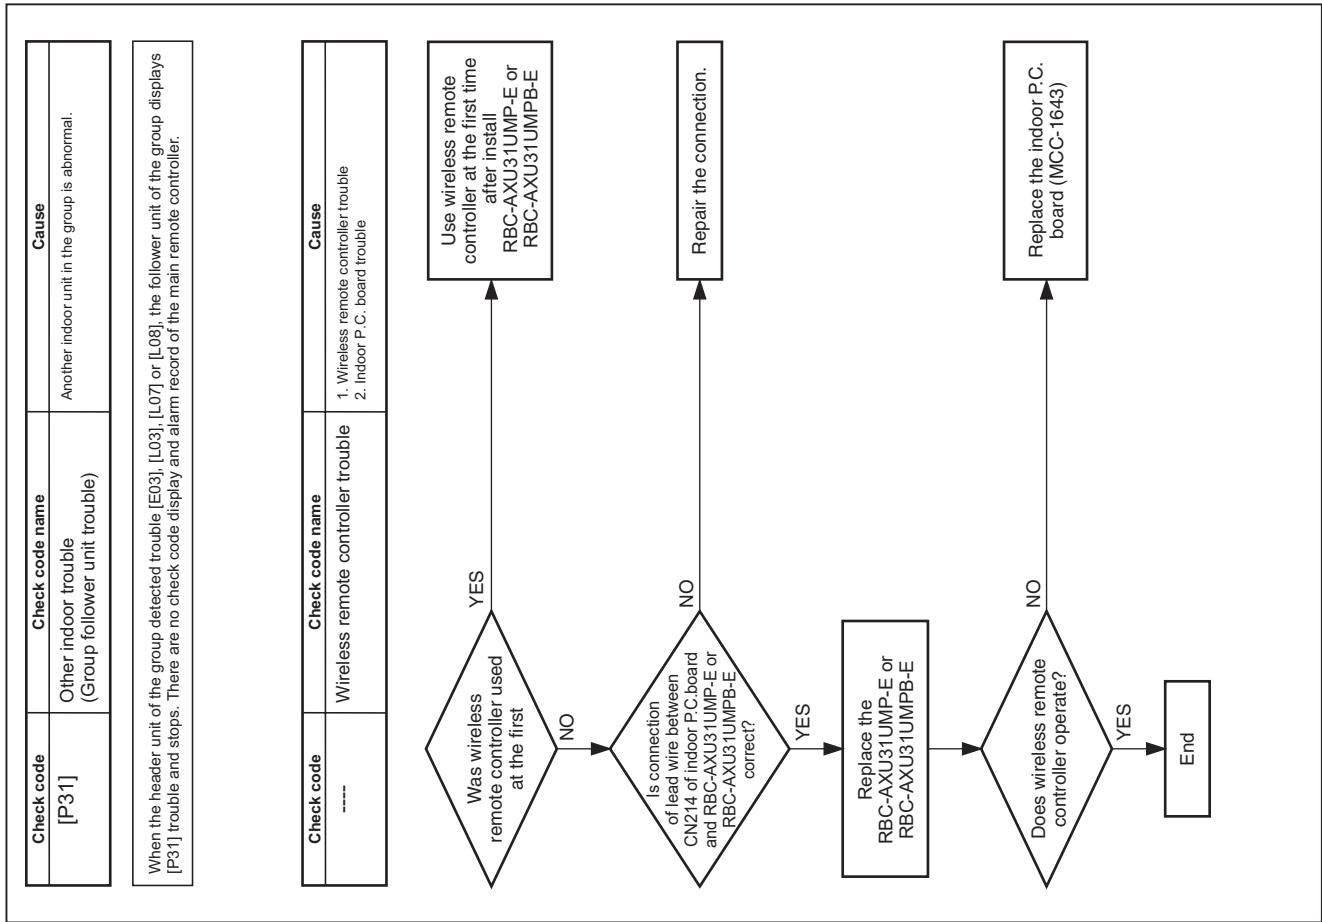 Check code
Check code name
Cause
[P31]
Other indoor trouble
(Group follower unit trouble)
Another indoor unit in the group is abnormal.
When the header unit of the group detected trouble [E03], [L03], [L07] or [L08], the follower unit of the group displays
[P31] trouble and stops. There are no check code display and alarm record of the main remote controller.
Check code
Check code name
Cause
----
Wireless remote controller trouble
1. Wireless remote controller trouble
2. Indoor P.C. board trouble
Was wireless
remote controller used
at the first
YES
Use wireless remote
controller at the first time
after install
RBC-AXU31UMP-E or
RBC-AXU31UMPB-E
NO
Is connection
of lead wire between
CN214 of indoor P.C.board
and RBC-AXU31UMP-E or
RBC-AXU31UMPB-E
correct?
NO
Repair the connection.
YES
Replace the
RBC-AXU31UMP-E or
RBC-AXU31UMPB-E
Does wireless remote
controller operate?
NO
Replace the indoor P.C.
board (MCC-1643)
YES
End